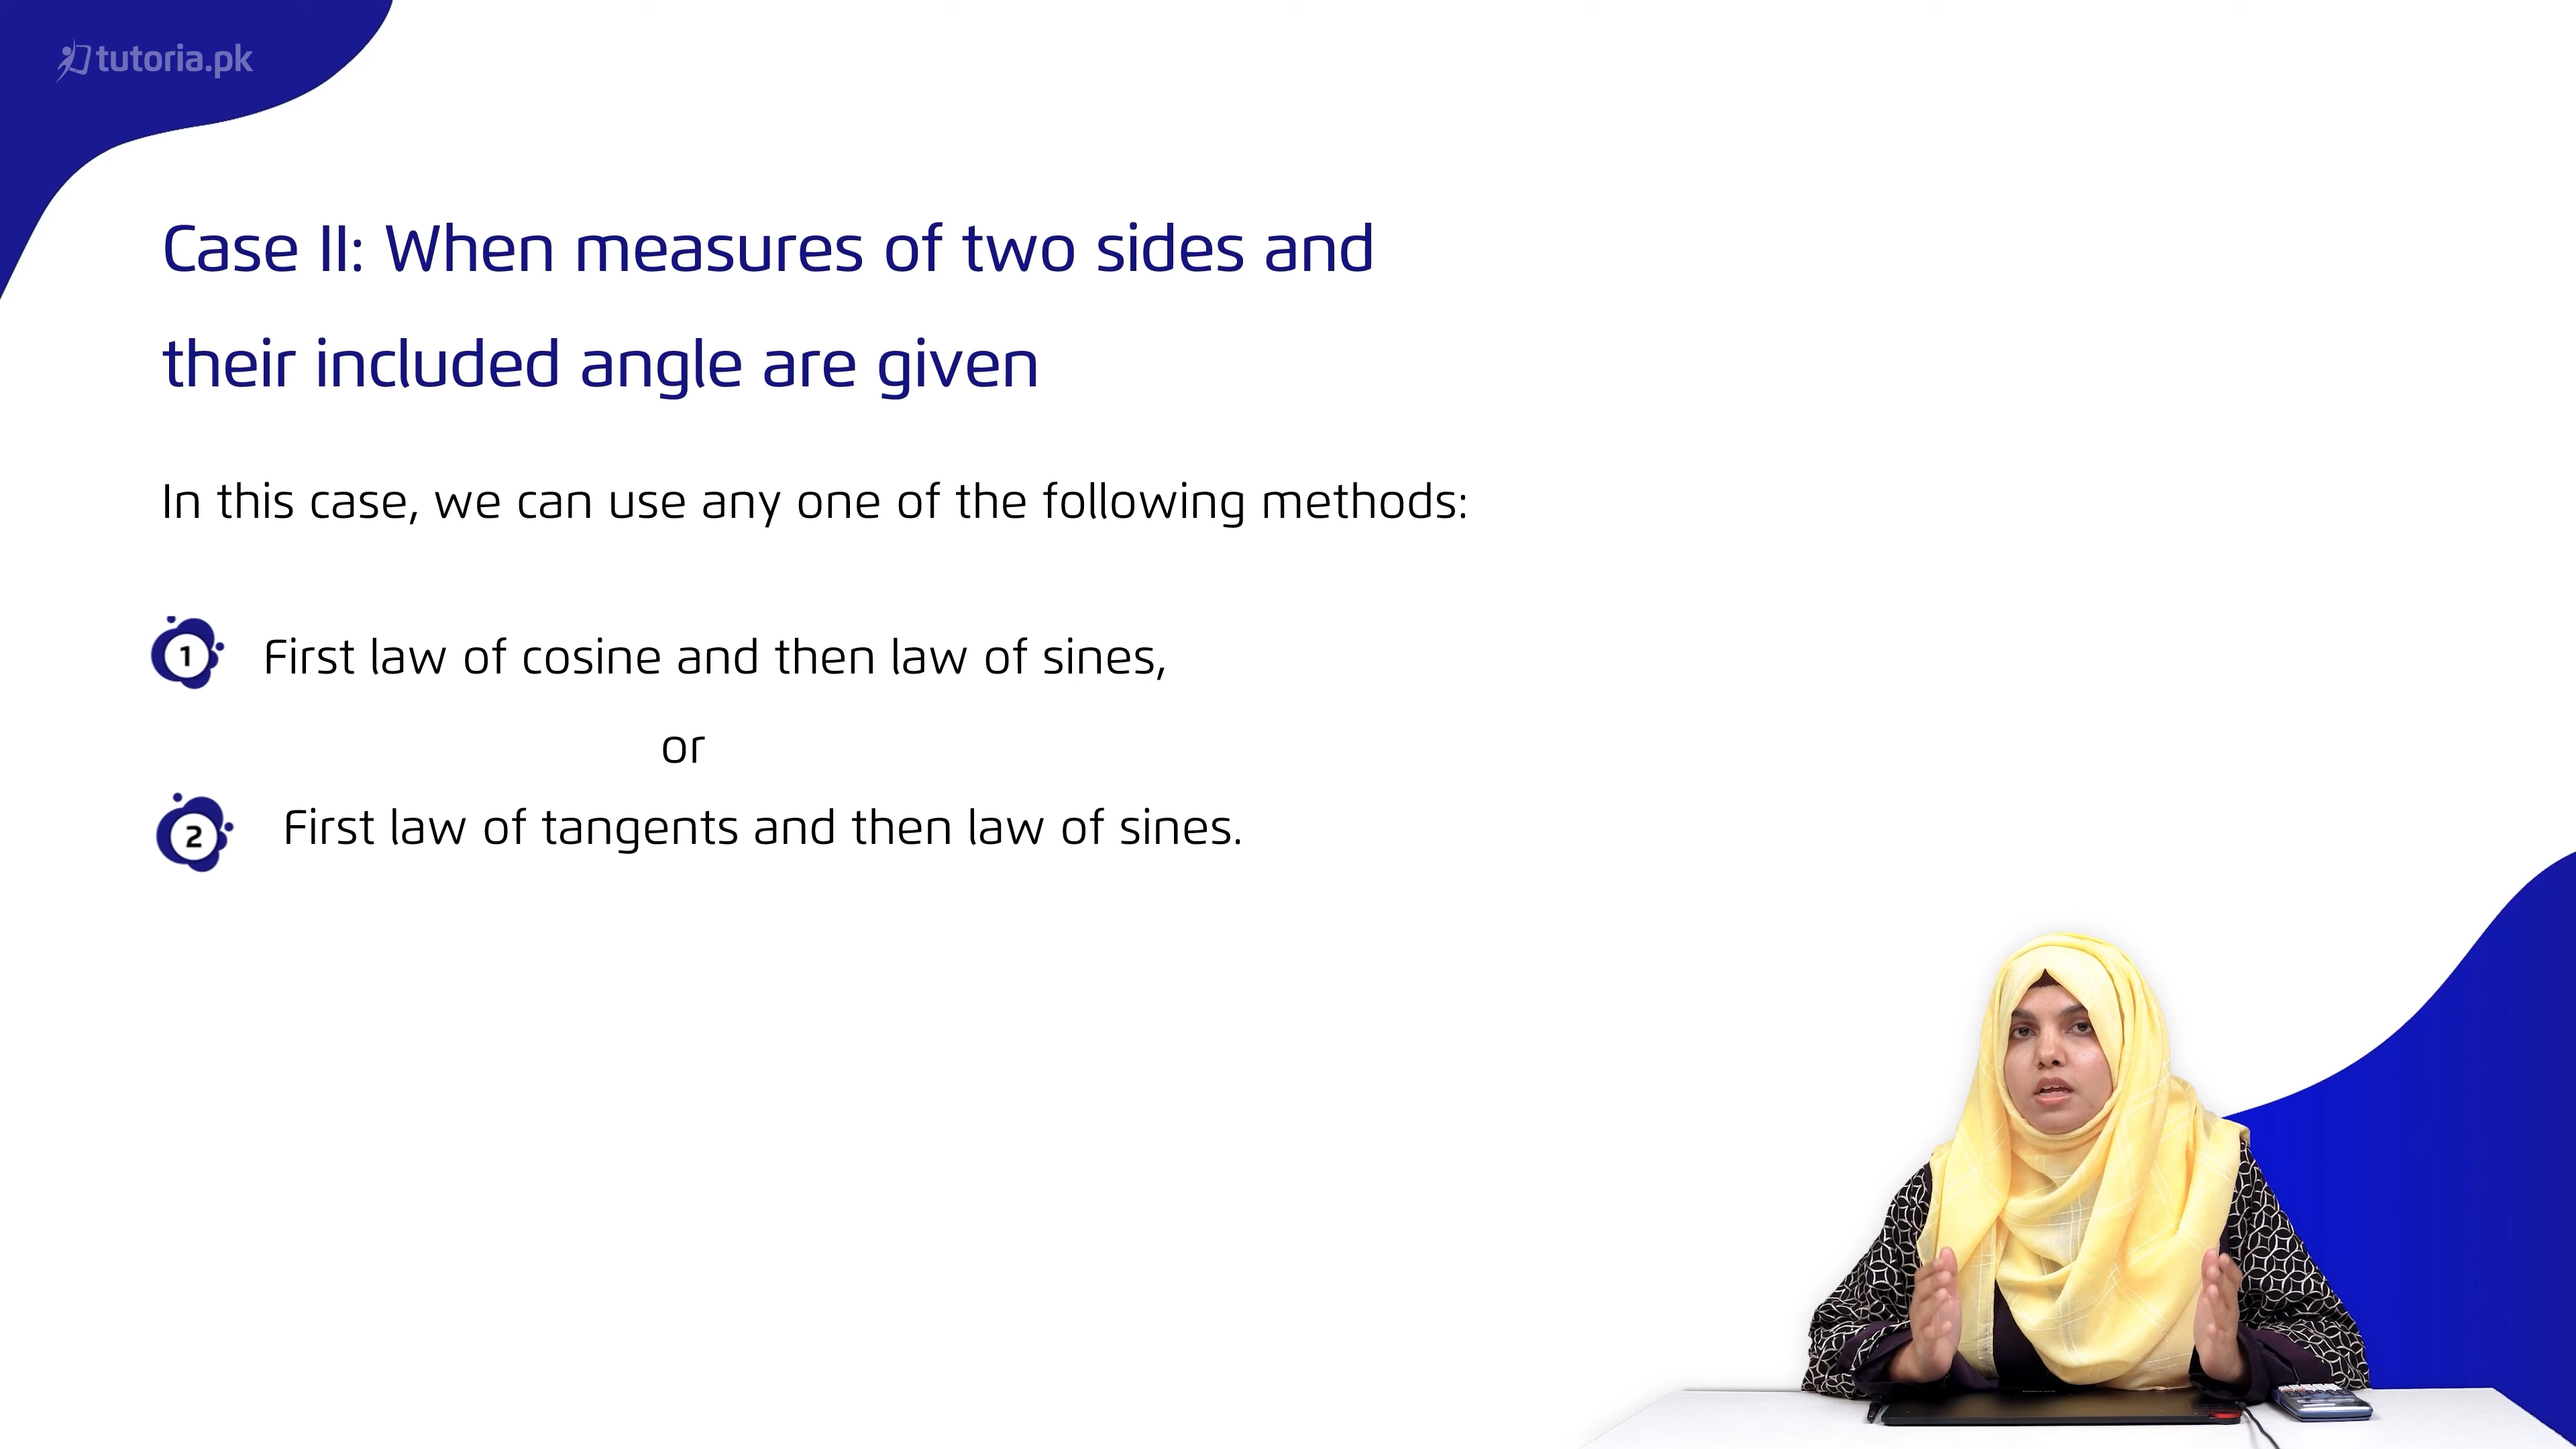 tutoria.pk
Case II: When measures of two sides and
their included angle are given
In this case, we can use any one of the following methods:
1 First law of cosine and then law of sines,
or
2 First law of tangents and then law of sines.